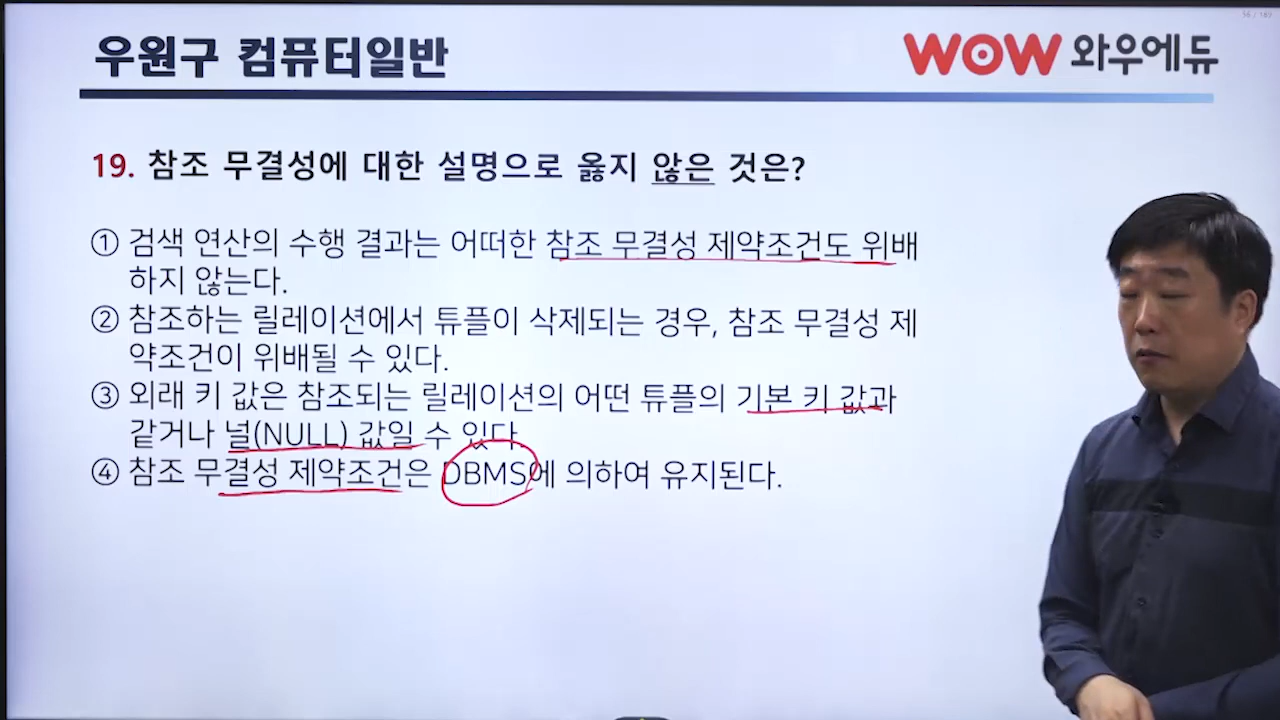 56 / 189
우원구 컴퓨터일반
WOW 와우에듀
19. 참조 무결성에 대한 설명으로 옳지 않은 것은?
① 검색 연산의 수행 결과는 어떠한 참조 무결성 제약조건도 위배
하지 않는다.
② 참조하는 릴레이션에서 튜플이 삭제되는 경우, 참조 무결성 제
약조건이 위배될 수 있다.
③ 외래 키 값은 참조되는 릴레이션의 어떤 튜플의 기본 키 값과
같거나 널(NULL) 값일 수 있다.
④ 참조 무결성 제약조건은 DBMS에 의하여 유지된다.